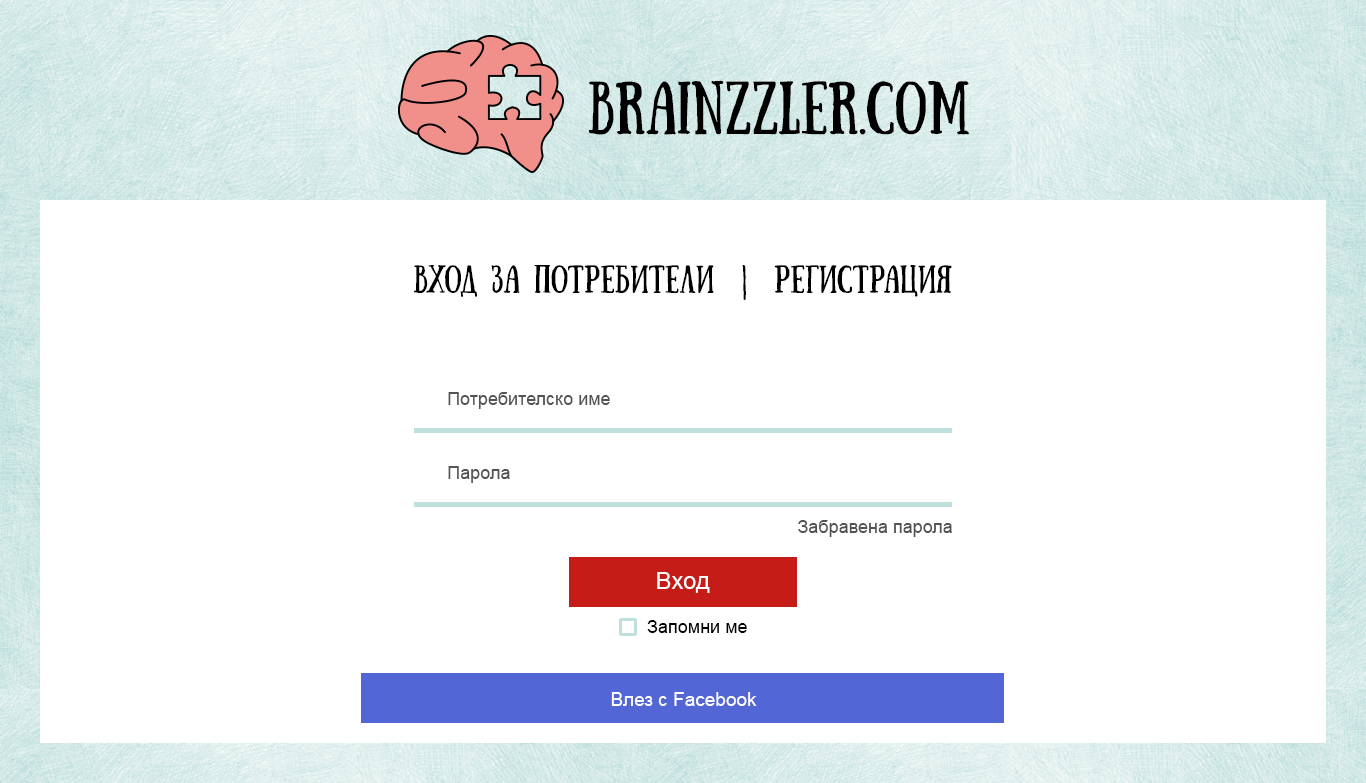 BRAINZZLER.COM
ВХОД ЗА ПОТРЕБИТЕЛИ | РЕГИСТРАЦИЯ
Потребителско име
Парола
Забравена парола
Вход
Запомни ме
Влез с Facebook